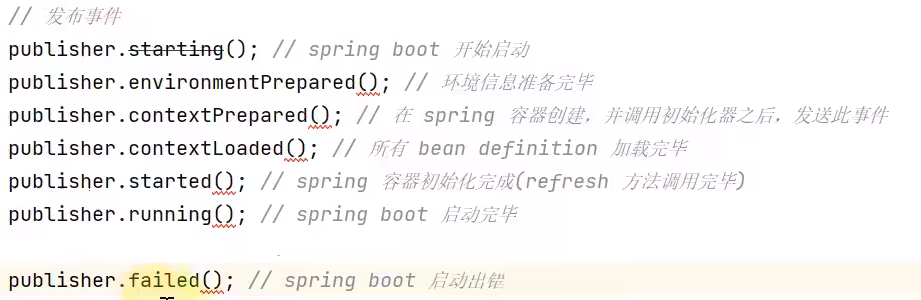 // 发布事件
publisher.starting(); // spring boot 开始启动
publisher.environmentPrepared(); // 环境信息准备完毕
publisher.contextPrepared(); // 在 spring 容器创建，并调用初始化器之后，发送此事件
publisher.contextLoaded(); // 所有 bean definition 加载完毕
publisher.started(); // spring 容器初始化完成(refresh 方法调用完毕)
publisher.running(); // spring boot 启动完毕
publisher.failed(); // spring boot 启动出错